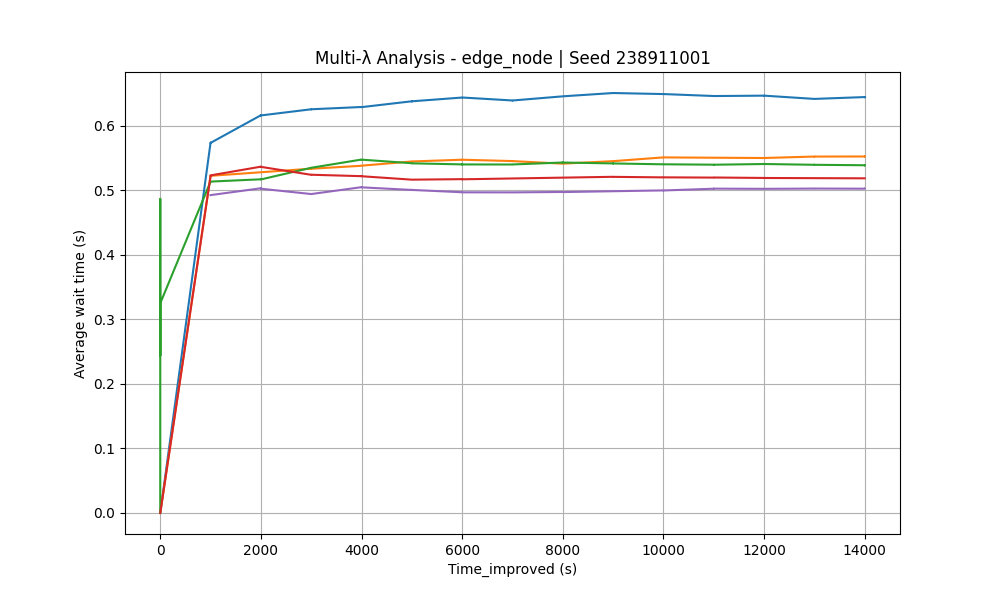 Multi-λ Analysis - edge_node | Seed 238911001
Average wait time (s)
0.6
0.5
0.4
0.3
0.2
0.1
0.0
0 2000 4000 6000 8000 10000 12000 14000
Time_improved (s)